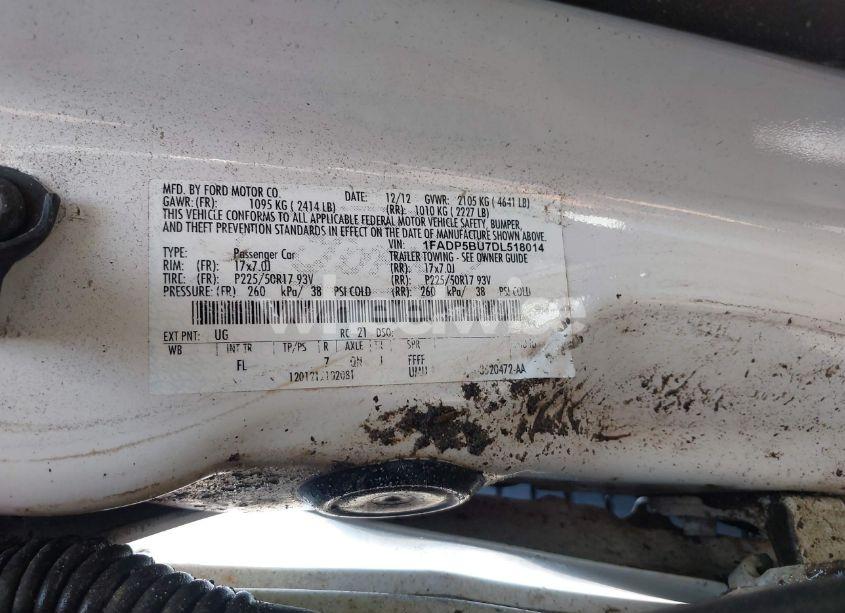 MFD. BY FORD MOTOR CO. DATE: 12/12 GVWR: 2105 KG ( 4641 LB)
GAWR: (FR): 1095 KG ( 2414 LB) (RR): 1010 KG ( 2227 LB)
THIS VEHICLE CONFORMS TO ALL APPLICABLE FEDERAL MOTOR VEHICLE SAFETY, BUMPER,
AND THEFT PREVENTION STANDARDS IN EFFECT ON THE DATE OF MANUFACTURE SHOWN ABOVE.
VIN: 1FADP5BU7DL518014
TYPE: Passenger Car TRAILER TOWING - SEE OWNER GUIDE
RIM: (FR): 17x7.0J (RR): 17x7.0J
TIRE: (FR): P225/50R17 93V (RR): P225/50R17 93V
PRESSURE: (FR) 260 kPa/ 38 PSI COLD (RR): 260 kPa/ 38 PSI COLD
EXT PNT: UG RC: 21 DSO:
WB INT TR TP/PS R AXLE TR SPR
FL 7 FFFF